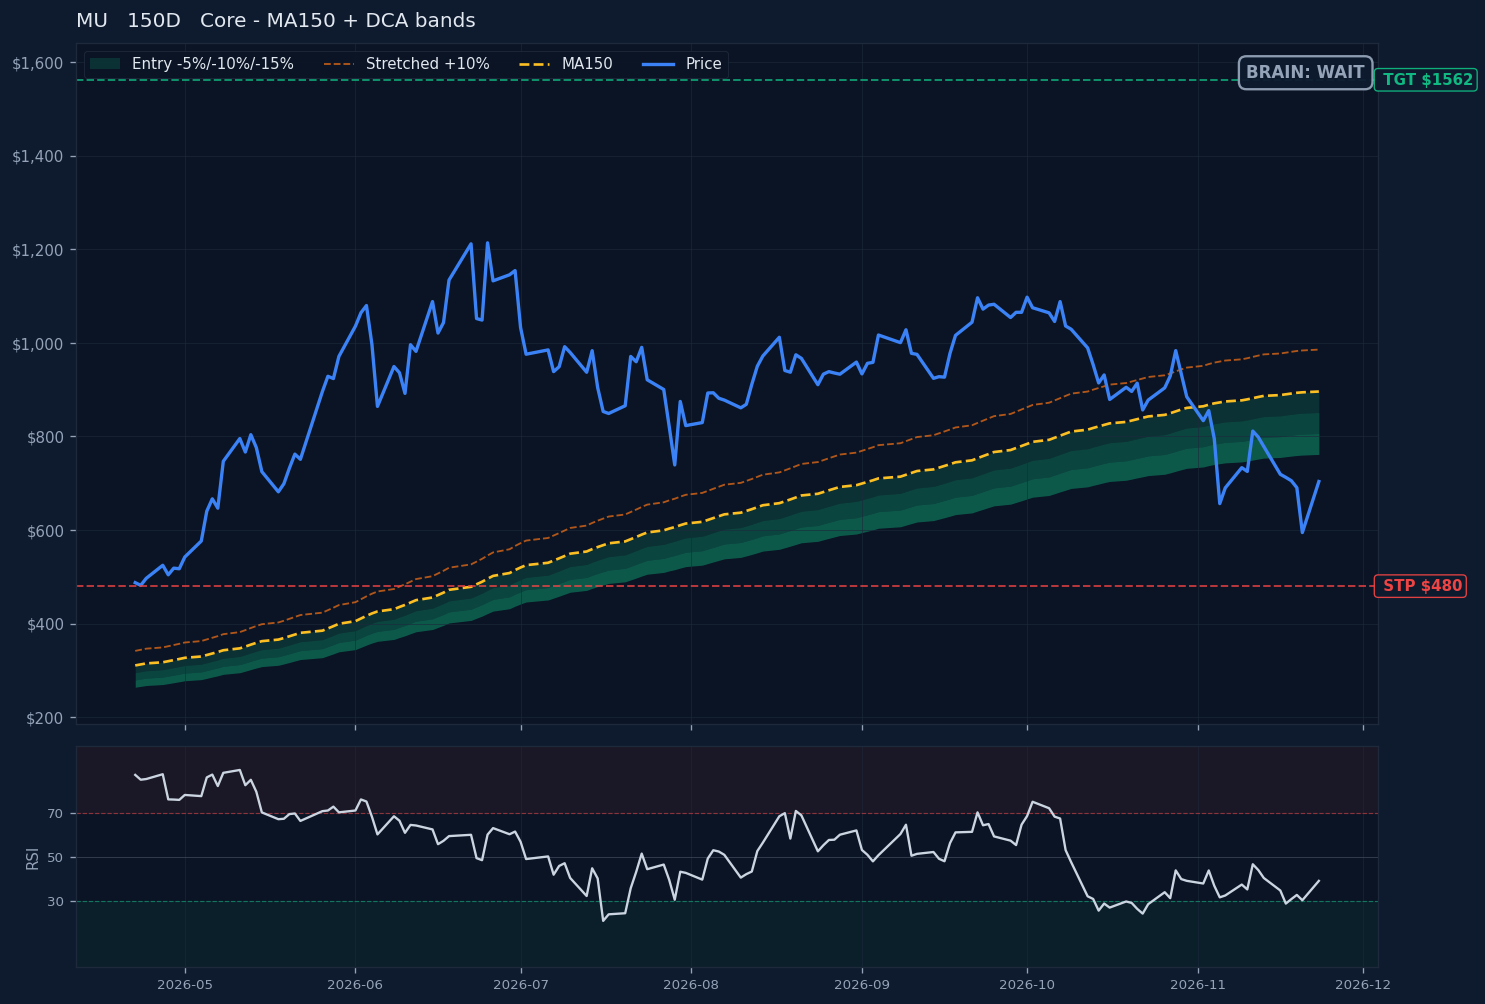 MU 150D Core - MA150 + DCA bands
Entry -5%/-10%/-15% Stretched +10% MA150 Price
BRAIN: WAIT
TGT $1562
$1,600
$1,400
$1,200
$1,000
$800
$600
STP $480
$400
$200
RSI
70
50
30
2026-05 2026-06 2026-07 2026-08 2026-09 2026-10 2026-11 2026-12